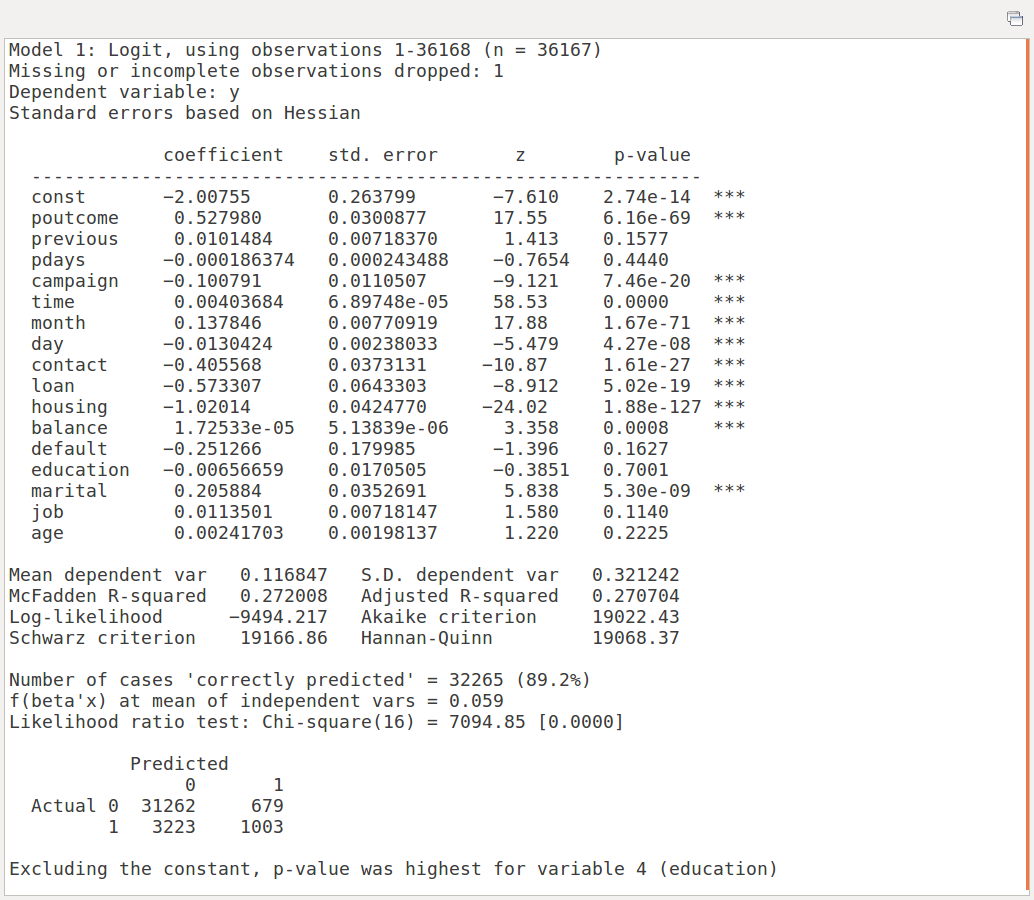 Model 1: Logit, using observations 1-36168 (n = 36167)
Missing or incomplete observations dropped: 1
Dependent variable: y
Standard errors based on Hessian
coefficient std. error z p-value
---------------------------------------------------------------
const −2.00755 0.263799 −7.610 2.74e-14 ***
poutcome 0.527980 0.0300877 17.55 6.16e-69 ***
previous 0.0101484 0.00718370 1.413 0.1577
pdays −0.000186374 0.000243488 −0.7654 0.4440
campaign −0.100791 0.0110507 −9.121 7.46e-20 ***
time 0.00403684 6.89748e-05 58.53 0.0000 ***
month 0.137846 0.00770919 17.88 1.67e-71 ***
day −0.0130424 0.00238033 −5.479 4.27e-08 ***
contact −0.405568 0.0373131 −10.87 1.61e-27 ***
loan −0.573307 0.0643303 −8.912 5.02e-19 ***
housing −1.02014 0.0424770 −24.02 1.88e-127 ***
balance 1.72533e-05 5.13839e-06 3.358 0.0008 ***
default −0.251266 0.179985 −1.396 0.1627
education −0.00656659 0.0170505 −0.3851 0.7001
marital 0.205884 0.0352691 5.838 5.30e-09 ***
job 0.0113501 0.00718147 1.580 0.1140
age 0.00241703 0.00198137 1.220 0.2225
Mean dependent var 0.116847 S.D. dependent var 0.321242
McFadden R-squared 0.272008 Adjusted R-squared 0.270704
Log-likelihood −9494.217 Akaike criterion 19022.43
Schwarz criterion 19166.86 Hannan-Quinn 19068.37
Number of cases 'correctly predicted' = 32265 (89.2%)
f(beta'x) at mean of independent vars = 0.059
Likelihood ratio test: Chi-square(16) = 7094.85 [0.0000]
Predicted
0 1
Actual 0 31262 679
1 3223 1003
Excluding the constant, p-value was highest for variable 4 (education)